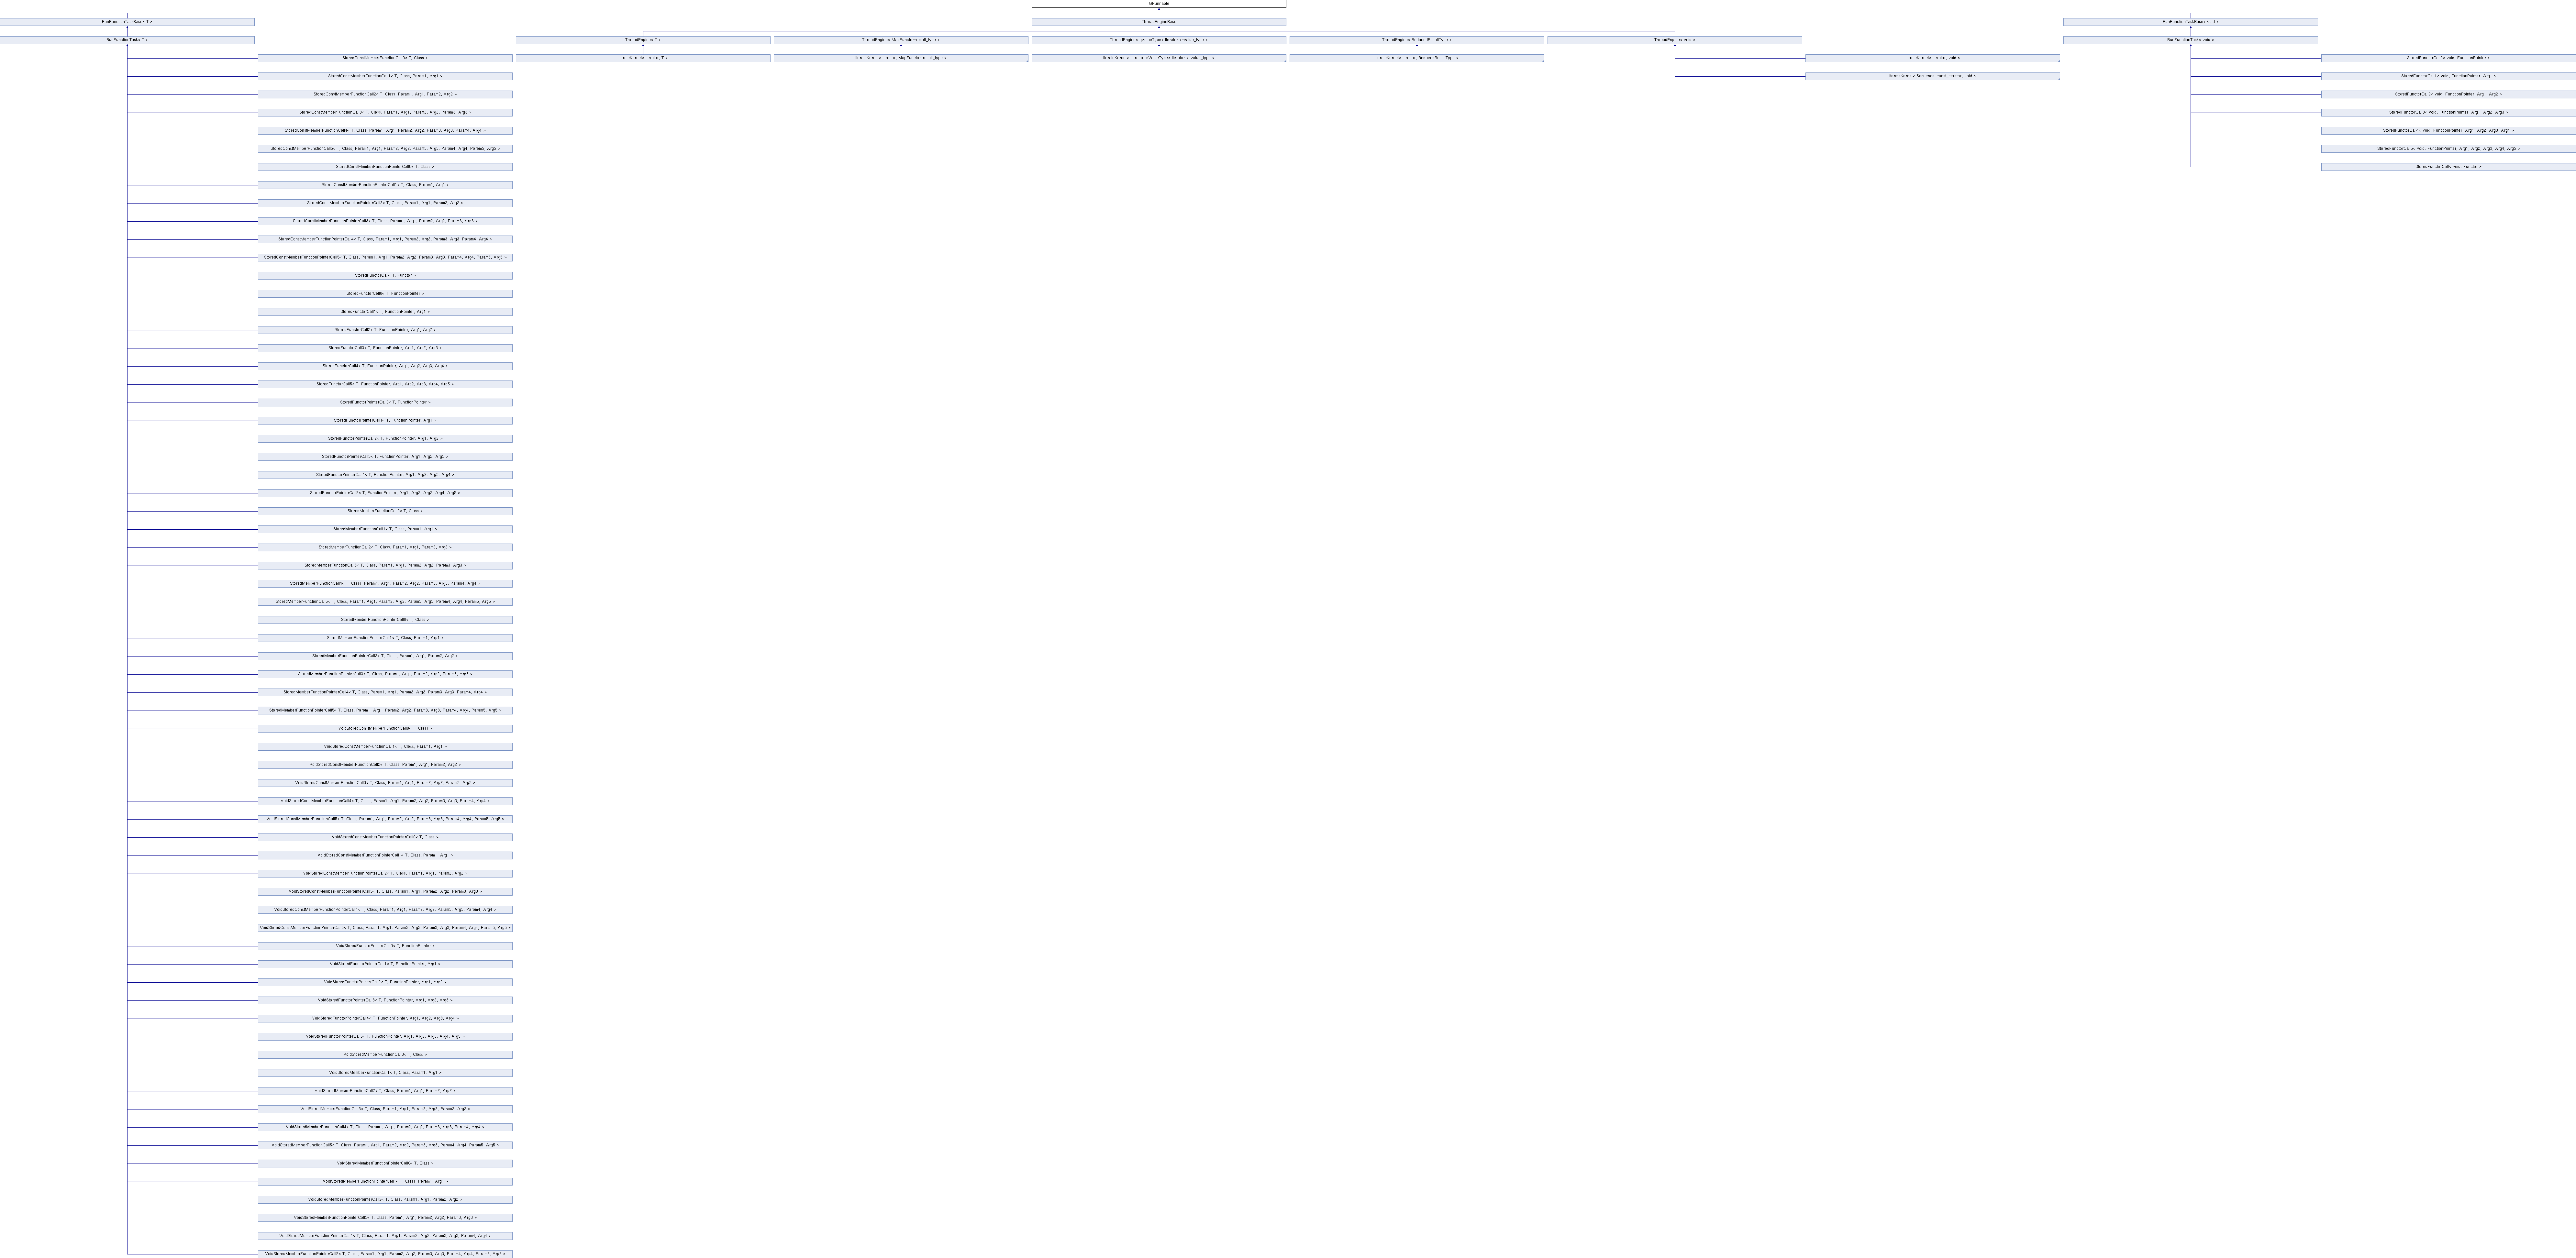 QRunnable
RunFunctionTaskBase< T >
ThreadEngineBase
RunFunctionTaskBase< void >
RunFunctionTask< T >
ThreadEngine< T >
ThreadEngine< MapFunctor::result_type >
ThreadEngine< qValueType< Iterator >::value_type >
ThreadEngine< ReducedResultType >
ThreadEngine< void >
RunFunctionTask< void >
StoredConstMemberFunctionCall0< T, Class >
IterateKernel< Iterator, T >
IterateKernel< Iterator, MapFunctor::result_type >
IterateKernel< Iterator, qValueType< Iterator >::value_type >
IterateKernel< Iterator, ReducedResultType >
IterateKernel< Iterator, void >
StoredFunctorCall0< void, FunctionPointer >
StoredConstMemberFunctionCall1< T, Class, Param1, Arg1 >
IterateKernel< Sequence::const_iterator, void >
StoredFunctorCall1< void, FunctionPointer, Arg1 >
StoredConstMemberFunctionCall2< T, Class, Param1, Arg1, Param2, Arg2 >
StoredFunctorCall2< void, FunctionPointer, Arg1, Arg2 >
StoredConstMemberFunctionCall3< T, Class, Param1, Arg1, Param2, Arg2, Param3, Arg3 >
StoredFunctorCall3< void, FunctionPointer, Arg1, Arg2, Arg3 >
StoredConstMemberFunctionCall4< T, Class, Param1, Arg1, Param2, Arg2, Param3, Arg3, Param4, Arg4 >
StoredFunctorCall4< void, FunctionPointer, Arg1, Arg2, Arg3, Arg4 >
StoredConstMemberFunctionCall5< T, Class, Param1, Arg1, Param2, Arg2, Param3, Arg3, Param4, Arg4, Param5, Arg5 >
StoredFunctorCall5< void, FunctionPointer, Arg1, Arg2, Arg3, Arg4, Arg5 >
StoredConstMemberFunctionPointerCall0< T, Class >
StoredFunctorCall< void, Functor >
StoredConstMemberFunctionPointerCall1< T, Class, Param1, Arg1 >
StoredConstMemberFunctionPointerCall2< T, Class, Param1, Arg1, Param2, Arg2 >
StoredConstMemberFunctionPointerCall3< T, Class, Param1, Arg1, Param2, Arg2, Param3, Arg3 >
StoredConstMemberFunctionPointerCall4< T, Class, Param1, Arg1, Param2, Arg2, Param3, Arg3, Param4, Arg4 >
StoredConstMemberFunctionPointerCall5< T, Class, Param1, Arg1, Param2, Arg2, Param3, Arg3, Param4, Arg4, Param5, Arg5 >
StoredFunctorCall< T, Functor >
StoredFunctorCall0< T, FunctionPointer >
StoredFunctorCall1< T, FunctionPointer, Arg1 >
StoredFunctorCall2< T, FunctionPointer, Arg1, Arg2 >
StoredFunctorCall3< T, FunctionPointer, Arg1, Arg2, Arg3 >
StoredFunctorCall4< T, FunctionPointer, Arg1, Arg2, Arg3, Arg4 >
StoredFunctorCall5< T, FunctionPointer, Arg1, Arg2, Arg3, Arg4, Arg5 >
StoredFunctorPointerCall0< T, FunctionPointer >
StoredFunctorPointerCall1< T, FunctionPointer, Arg1 >
StoredFunctorPointerCall2< T, FunctionPointer, Arg1, Arg2 >
StoredFunctorPointerCall3< T, FunctionPointer, Arg1, Arg2, Arg3 >
StoredFunctorPointerCall4< T, FunctionPointer, Arg1, Arg2, Arg3, Arg4 >
StoredFunctorPointerCall5< T, FunctionPointer, Arg1, Arg2, Arg3, Arg4, Arg5 >
StoredMemberFunctionCall0< T, Class >
StoredMemberFunctionCall1< T, Class, Param1, Arg1 >
StoredMemberFunctionCall2< T, Class, Param1, Arg1, Param2, Arg2 >
StoredMemberFunctionCall3< T, Class, Param1, Arg1, Param2, Arg2, Param3, Arg3 >
StoredMemberFunctionCall4< T, Class, Param1, Arg1, Param2, Arg2, Param3, Arg3, Param4, Arg4 >
StoredMemberFunctionCall5< T, Class, Param1, Arg1, Param2, Arg2, Param3, Arg3, Param4, Arg4, Param5, Arg5 >
StoredMemberFunctionPointerCall0< T, Class >
StoredMemberFunctionPointerCall1< T, Class, Param1, Arg1 >
StoredMemberFunctionPointerCall2< T, Class, Param1, Arg1, Param2, Arg2 >
StoredMemberFunctionPointerCall3< T, Class, Param1, Arg1, Param2, Arg2, Param3, Arg3 >
StoredMemberFunctionPointerCall4< T, Class, Param1, Arg1, Param2, Arg2, Param3, Arg3, Param4, Arg4 >
StoredMemberFunctionPointerCall5< T, Class, Param1, Arg1, Param2, Arg2, Param3, Arg3, Param4, Arg4, Param5, Arg5 >
VoidStoredConstMemberFunctionCall0< T, Class >
VoidStoredConstMemberFunctionCall1< T, Class, Param1, Arg1 >
VoidStoredConstMemberFunctionCall2< T, Class, Param1, Arg1, Param2, Arg2 >
VoidStoredConstMemberFunctionCall3< T, Class, Param1, Arg1, Param2, Arg2, Param3, Arg3 >
VoidStoredConstMemberFunctionCall4< T, Class, Param1, Arg1, Param2, Arg2, Param3, Arg3, Param4, Arg4 >
VoidStoredConstMemberFunctionCall5< T, Class, Param1, Arg1, Param2, Arg2, Param3, Arg3, Param4, Arg4, Param5, Arg5 >
VoidStoredConstMemberFunctionPointerCall0< T, Class >
VoidStoredConstMemberFunctionPointerCall1< T, Class, Param1, Arg1 >
VoidStoredConstMemberFunctionPointerCall2< T, Class, Param1, Arg1, Param2, Arg2 >
VoidStoredConstMemberFunctionPointerCall3< T, Class, Param1, Arg1, Param2, Arg2, Param3, Arg3 >
VoidStoredConstMemberFunctionPointerCall4< T, Class, Param1, Arg1, Param2, Arg2, Param3, Arg3, Param4, Arg4 >
VoidStoredConstMemberFunctionPointerCall5< T, Class, Param1, Arg1, Param2, Arg2, Param3, Arg3, Param4, Arg4, Param5, Arg5 >
VoidStoredFunctorPointerCall0< T, FunctionPointer >
VoidStoredFunctorPointerCall1< T, FunctionPointer, Arg1 >
VoidStoredFunctorPointerCall2< T, FunctionPointer, Arg1, Arg2 >
VoidStoredFunctorPointerCall3< T, FunctionPointer, Arg1, Arg2, Arg3 >
VoidStoredFunctorPointerCall4< T, FunctionPointer, Arg1, Arg2, Arg3, Arg4 >
VoidStoredFunctorPointerCall5< T, FunctionPointer, Arg1, Arg2, Arg3, Arg4, Arg5 >
VoidStoredMemberFunctionCall0< T, Class >
VoidStoredMemberFunctionCall1< T, Class, Param1, Arg1 >
VoidStoredMemberFunctionCall2< T, Class, Param1, Arg1, Param2, Arg2 >
VoidStoredMemberFunctionCall3< T, Class, Param1, Arg1, Param2, Arg2, Param3, Arg3 >
VoidStoredMemberFunctionCall4< T, Class, Param1, Arg1, Param2, Arg2, Param3, Arg3, Param4, Arg4 >
VoidStoredMemberFunctionCall5< T, Class, Param1, Arg1, Param2, Arg2, Param3, Arg3, Param4, Arg4, Param5, Arg5 >
VoidStoredMemberFunctionPointerCall0< T, Class >
VoidStoredMemberFunctionPointerCall1< T, Class, Param1, Arg1 >
VoidStoredMemberFunctionPointerCall2< T, Class, Param1, Arg1, Param2, Arg2 >
VoidStoredMemberFunctionPointerCall3< T, Class, Param1, Arg1, Param2, Arg2, Param3, Arg3 >
VoidStoredMemberFunctionPointerCall4< T, Class, Param1, Arg1, Param2, Arg2, Param3, Arg3, Param4, Arg4 >
VoidStoredMemberFunctionPointerCall5< T, Class, Param1, Arg1, Param2, Arg2, Param3, Arg3, Param4, Arg4, Param5, Arg5 >